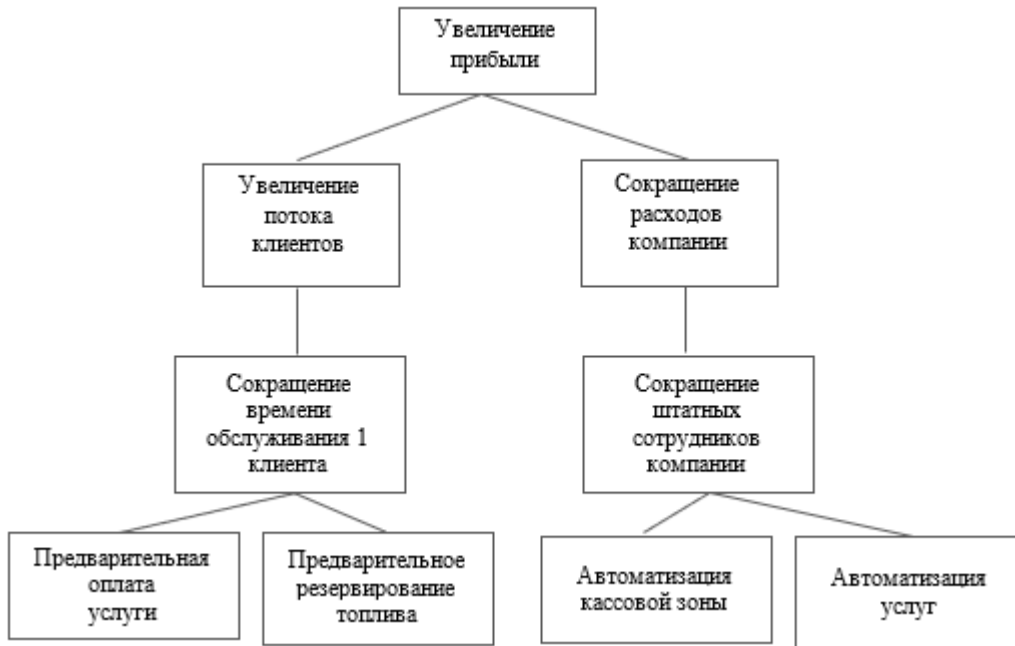 Увеличение
прибыли
Увеличение
потока
клиентов
Сокращение
расходов
компании
Сокращение
времени
обслуживания 1
клиента
Сокращение
штатных
сотрудников
компании
Предварительная
оплата
услуги
Предварительное
резервирование
топлива
Автоматизация
кассовой зоны
Автоматизация
услуг